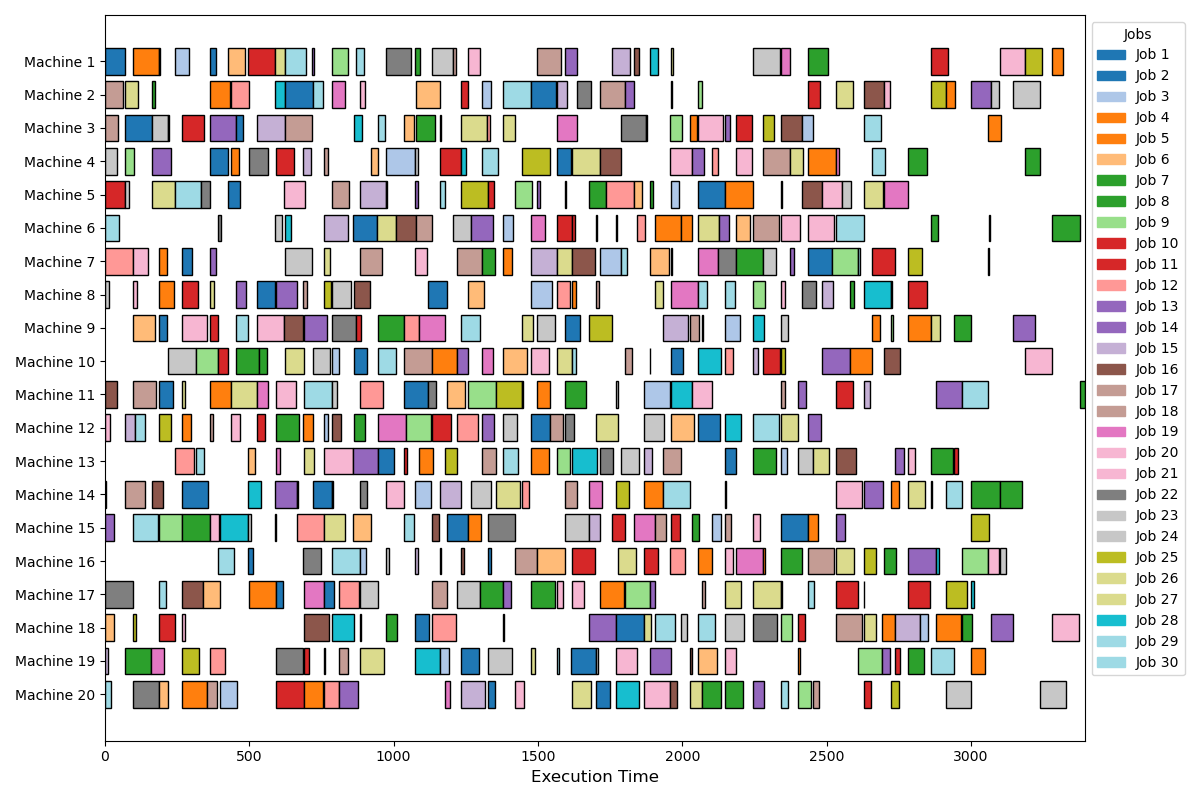 Machine 1
Machine 2
Machine 3
Machine 4
Machine 5
Machine 6
Machine 7
Machine 8
Machine 9
Machine 10
Machine 11
Machine 12
Machine 13
Machine 14
Machine 15
Machine 16
Machine 17
Machine 18
Machine 19
Machine 20
0 500 1000 1500 2000 2500 3000
Execution Time
Jobs
Job 1
Job 2
Job 3
Job 4
Job 5
Job 6
Job 7
Job 8
Job 9
Job 10
Job 11
Job 12
Job 13
Job 14
Job 15
Job 16
Job 17
Job 18
Job 19
Job 20
Job 21
Job 22
Job 23
Job 24
Job 25
Job 26
Job 27
Job 28
Job 29
Job 30